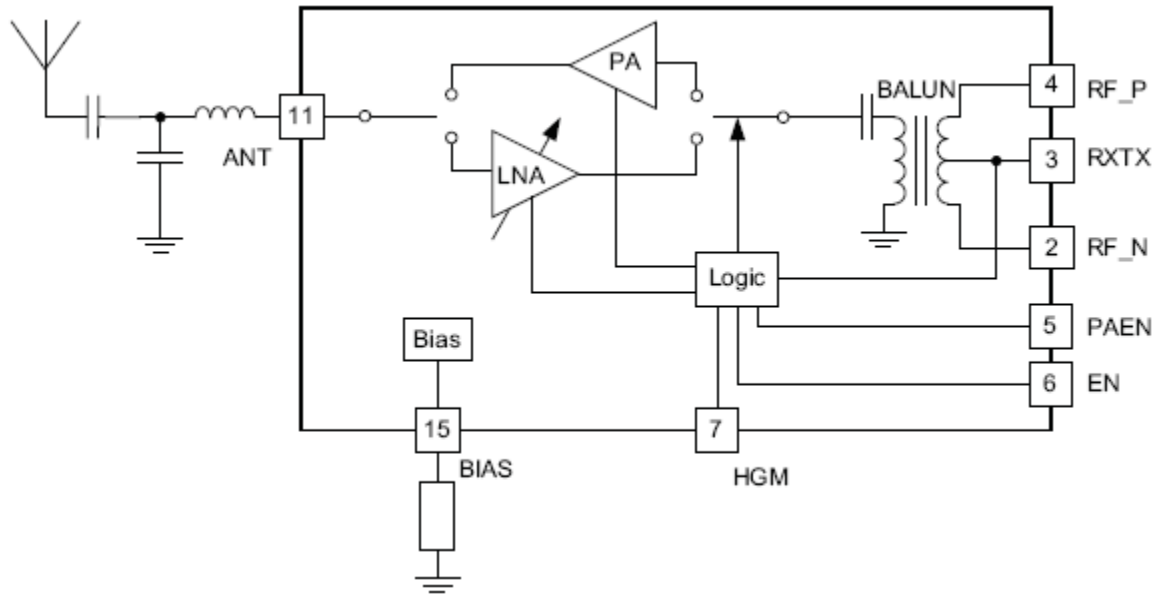 PA
BALUN
4
RF_P
11
ANT
LNA
3
RXTX
2
RF_N
Logic
Bias
5
PAEN
6
EN
15
BIAS
7
HGM